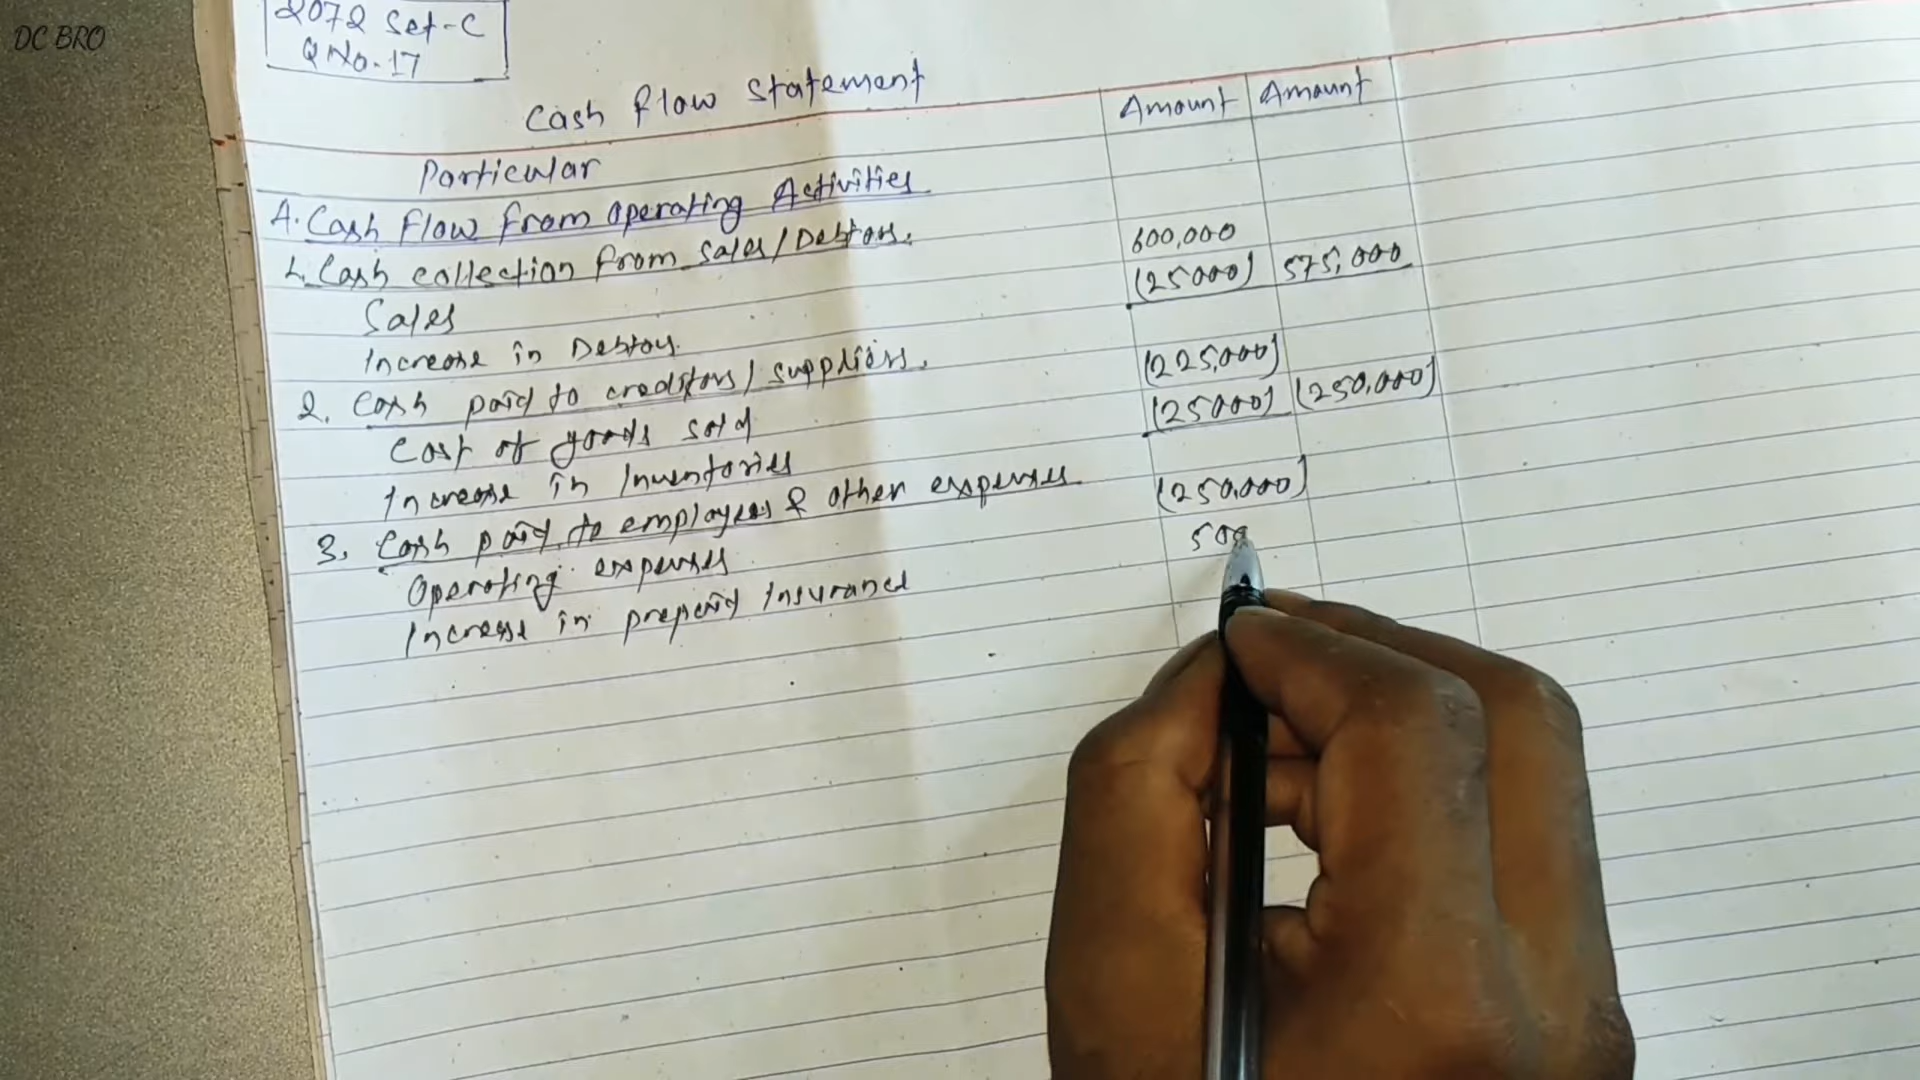 DC BRO
2072 Set-C
Q No. 17
Cash Flow Statement
Particular Amount Amount
A. Cash Flow From Operating Activities
1. Cash collection from sales/Debtors.
Sales 600,000
Increase in Debtors. (25000) 575,000
2. Cash paid to creditors/suppliers.
Cost of goods sold (225,000)
Increase in Inventories (25000) (250,000)
3. Cash paid to employees & other expenses
Operating expenses (250,000)
Increase in prepaid Insurance 500